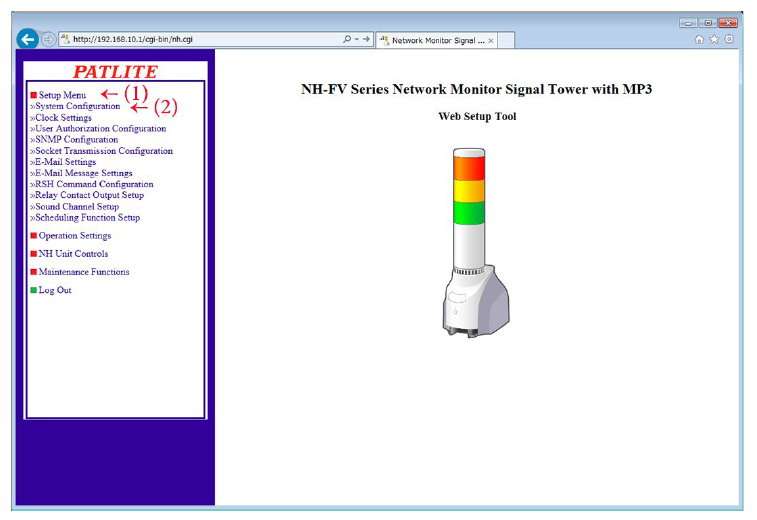 http://192.168.10.1/cgi-bin/nh.cgi
Network Monitor Signal ...
PATLITE
Setup Menu ← (1)
»System Configuration ← (2)
»Clock Settings
»User Authorization Configuration
»SNMP Configuration
»Socket Transmission Configuration
»E-Mail Settings
»E-Mail Message Settings
»RSH Command Configuration
»Relay Contact Output Setup
»Sound Channel Setup
»Scheduling Function Setup
Operation Settings
NH Unit Controls
Maintenance Functions
Log Out
NH-FV Series Network Monitor Signal Tower with MP3
Web Setup Tool